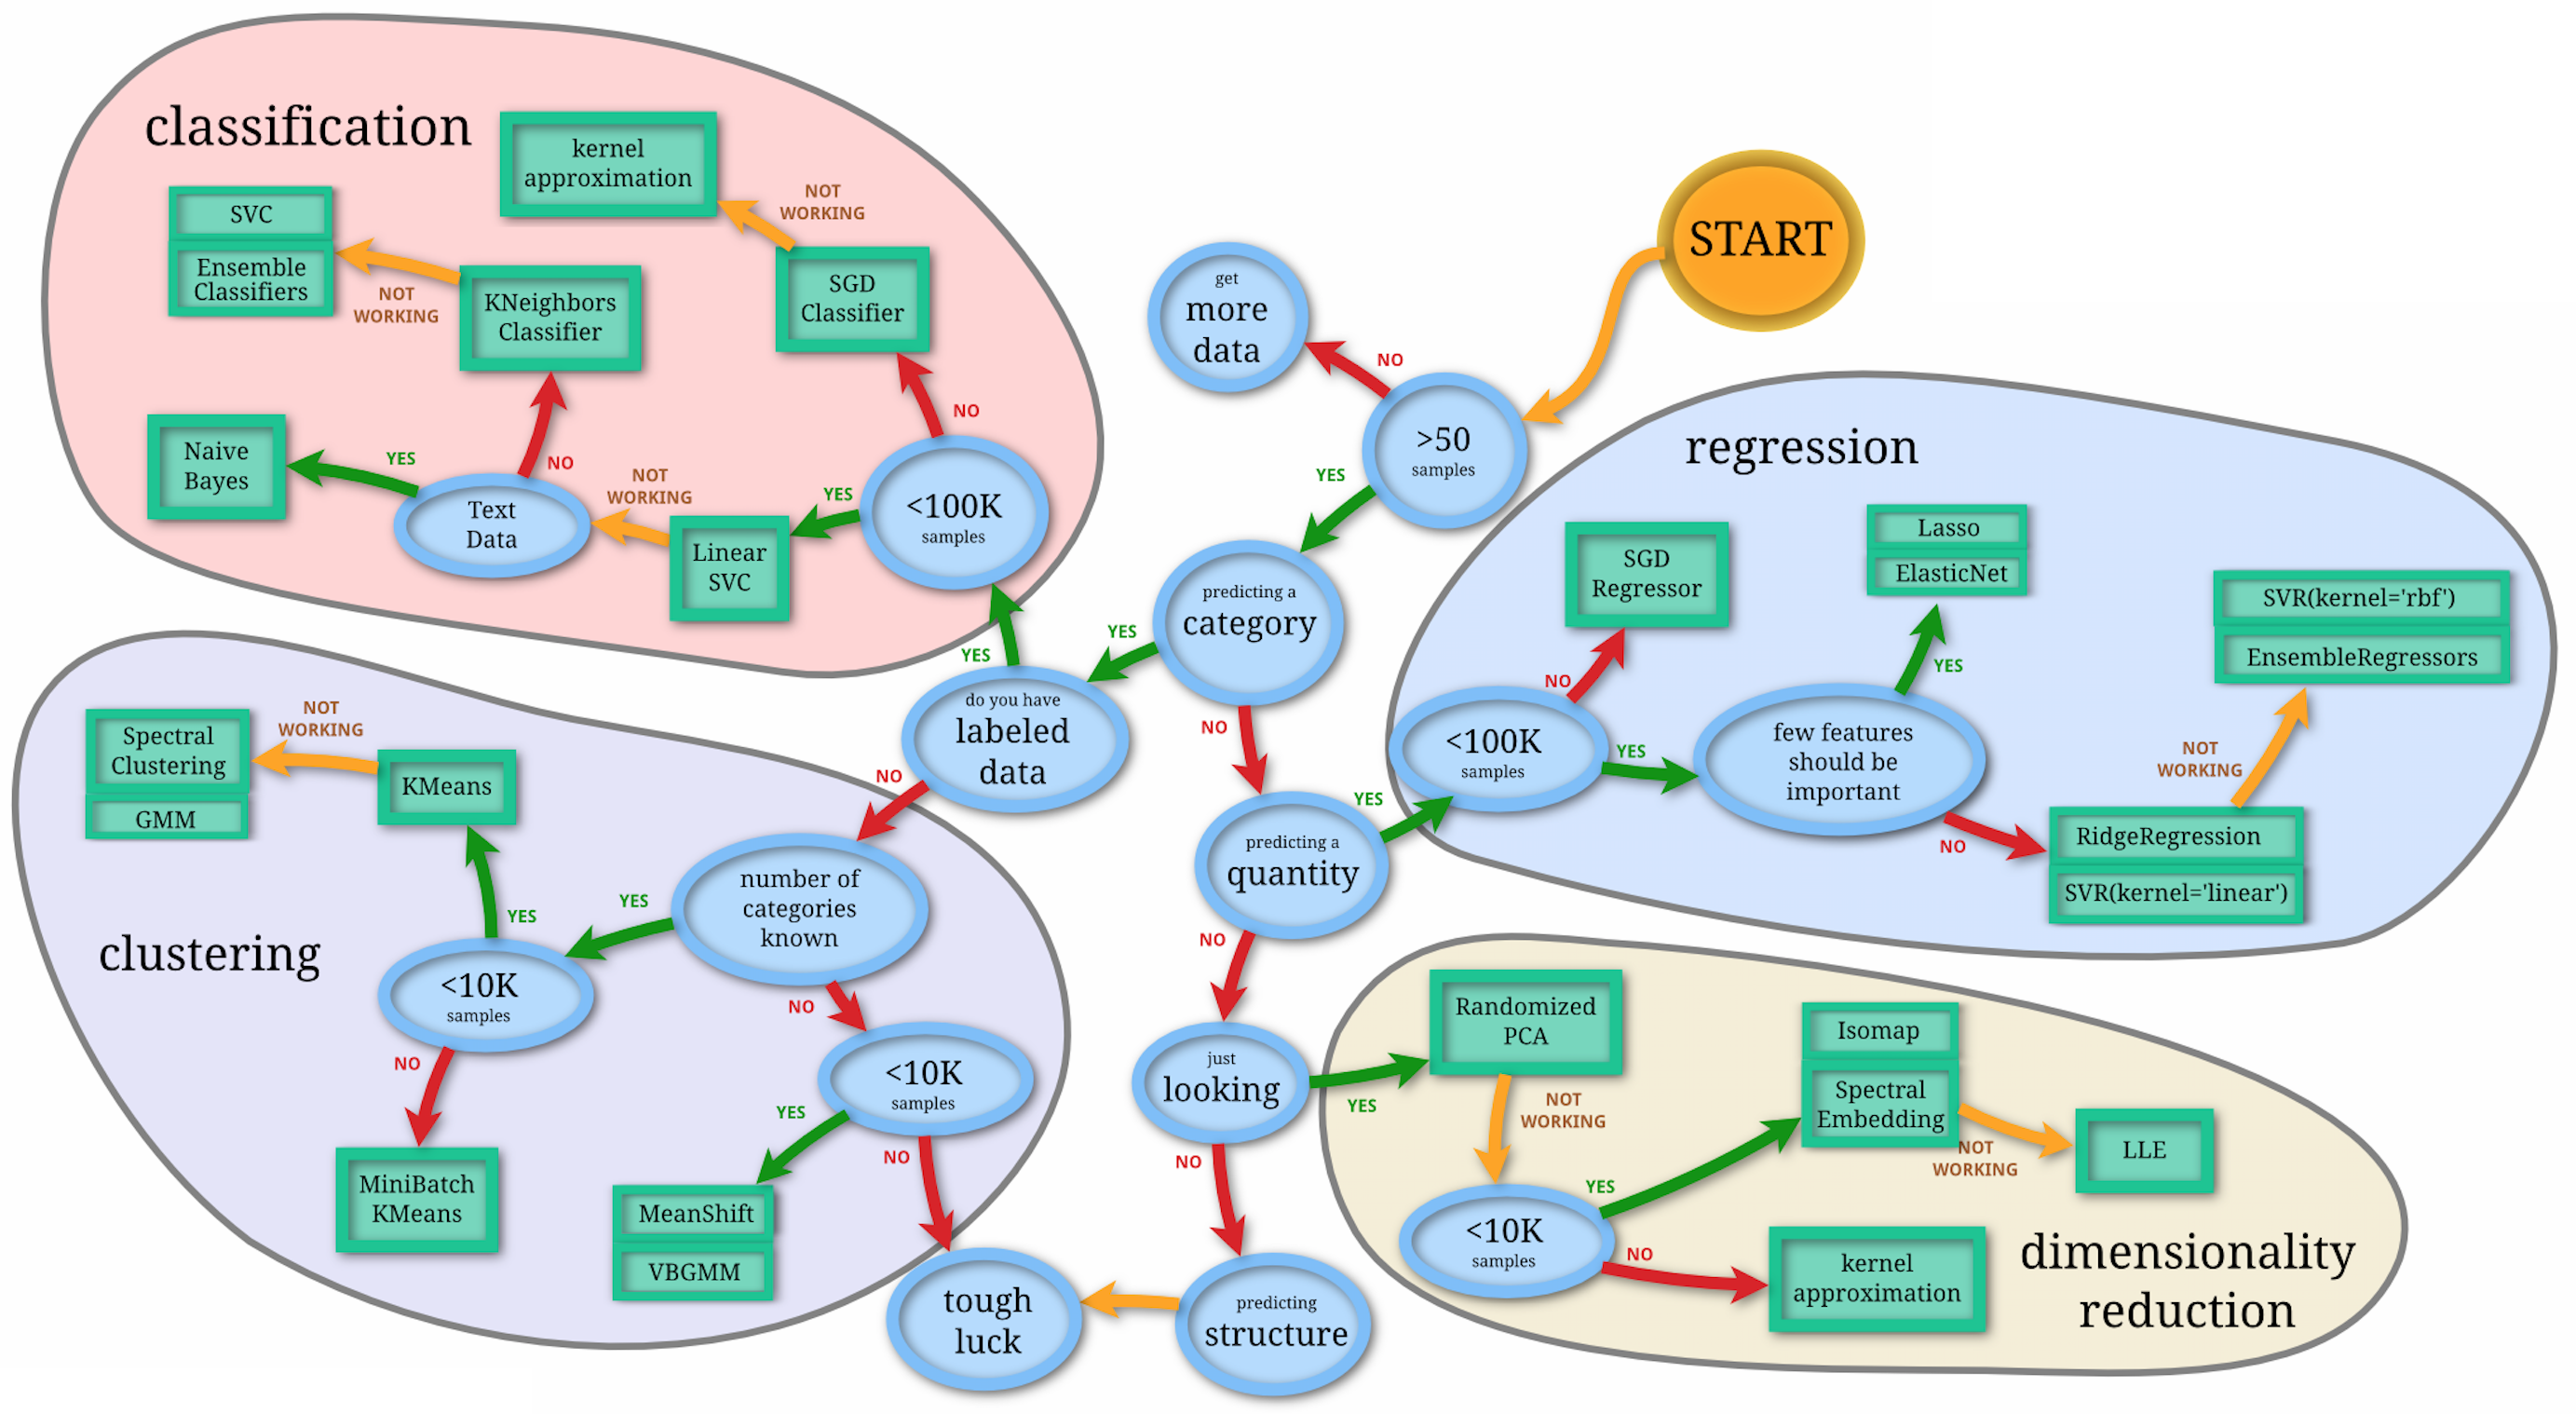 classification
kernel
approximation
NOT
WORKING
SVC
Ensemble
Classifiers
NOT
WORKING
KNeighbors
Classifier
SGD
Classifier
NO
Naive
Bayes
YES
NO
Text
Data
NOT
WORKING
Linear
SVC
YES
<100K
samples
START
get
more
data
NO
>50
samples
YES
predicting a
category
YES
YES
do you have
labeled
data
NO
NO
regression
SGD
Regressor
NO
Lasso
ElasticNet
YES
SVR(kernel='rbf')
EnsembleRegressors
<100K
samples
YES
few features
should be
important
NOT
WORKING
NO
RidgeRegression
SVR(kernel='linear')
YES
predicting a
quantity
NO
Spectral
Clustering
GMM
NOT
WORKING
KMeans
number of
categories
known
YES
YES
clustering
<10K
samples
NO
NO
<10K
samples
YES
NO
MiniBatch
KMeans
MeanShift
VBGMM
just
looking
YES
NO
tough
luck
predicting
structure
Randomized
PCA
NOT
WORKING
Isomap
Spectral
Embedding
NOT
WORKING
LLE
YES
<10K
samples
NO
kernel
approximation
dimensionality
reduction